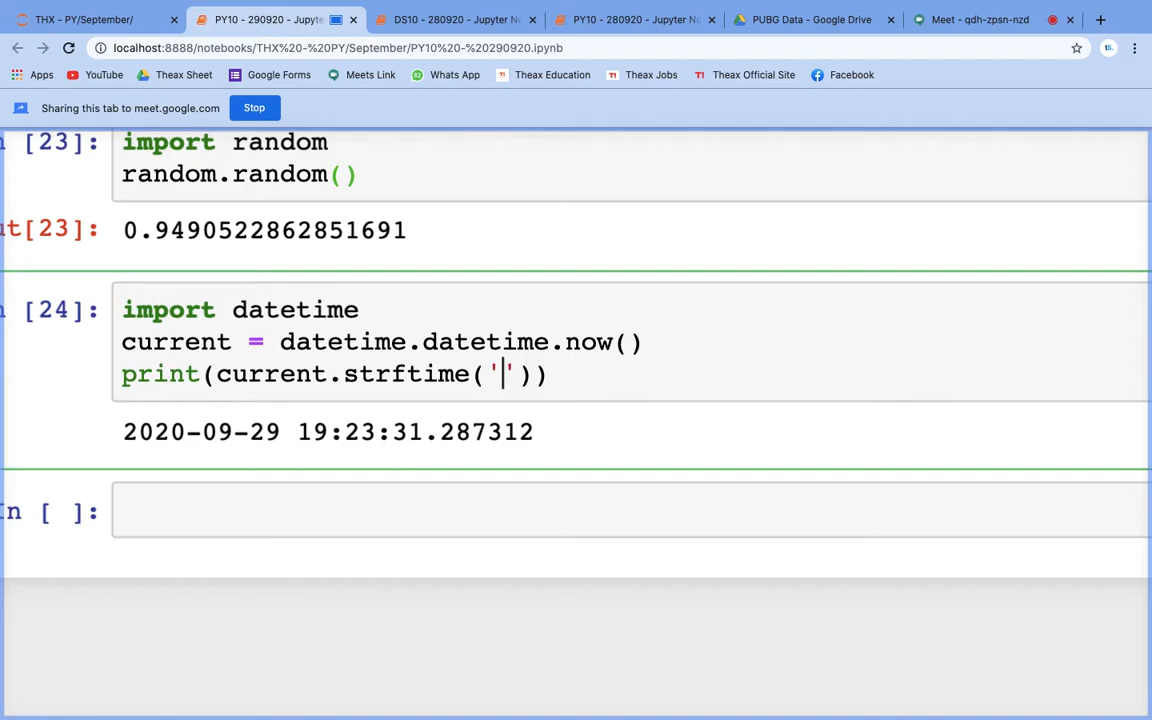 THX - PY/September/
PY10 - 290920 - Jupyte
DS10 - 280920 - Jupyter No
PY10 - 280920 - Jupyter No
PUBG Data - Google Drive
Meet - qdh-zpsn-nzd
localhost:8888/notebooks/THX%20-%20PY/September/PY10%20-%20290920.ipynb
Apps
YouTube
Theax Sheet
Google Forms
Meets Link
Whats App
Theax Education
Theax Jobs
Theax Official Site
Facebook
Sharing this tab to meet.google.com
Stop
n [23]:
import random
random.random()
ut[23]:
0.9490522862851691
n [24]:
import datetime
current = datetime.datetime.now()
print(current.strftime(''))
2020-09-29 19:23:31.287312
In [ ]: